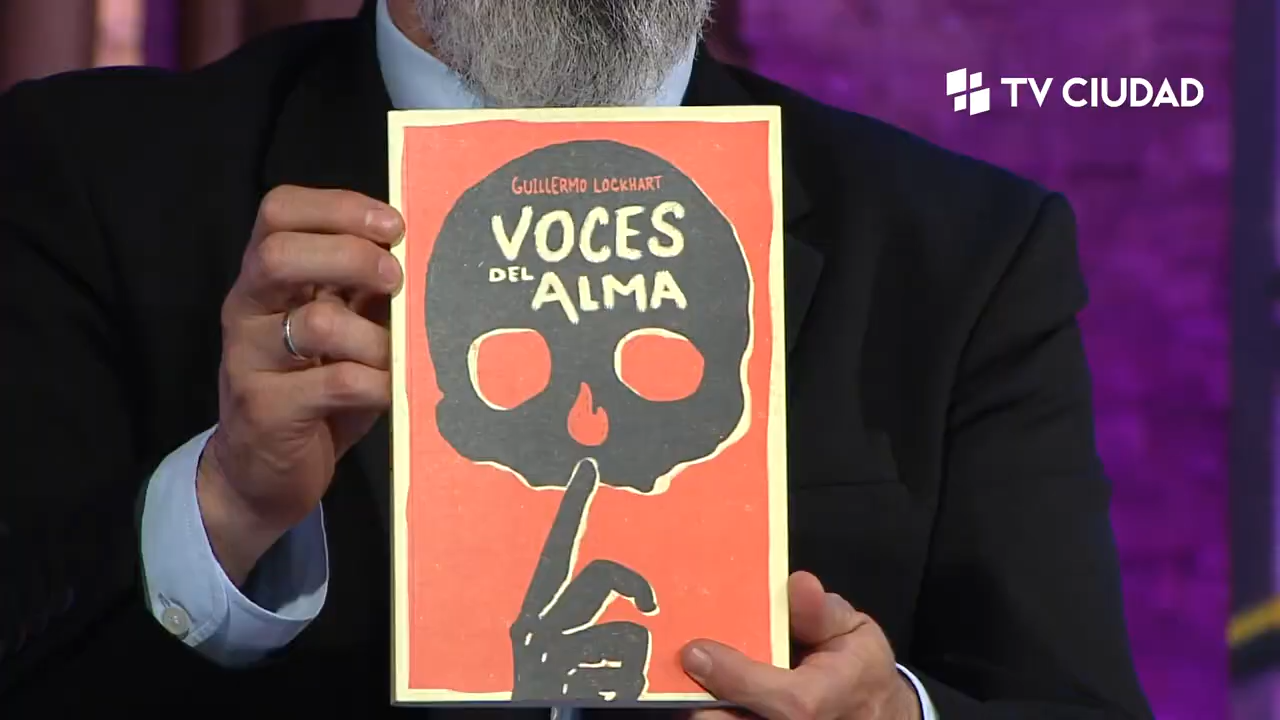 TV CIUDAD
GUILLERMO LOCKHART
VOCES
DEL
ALMA